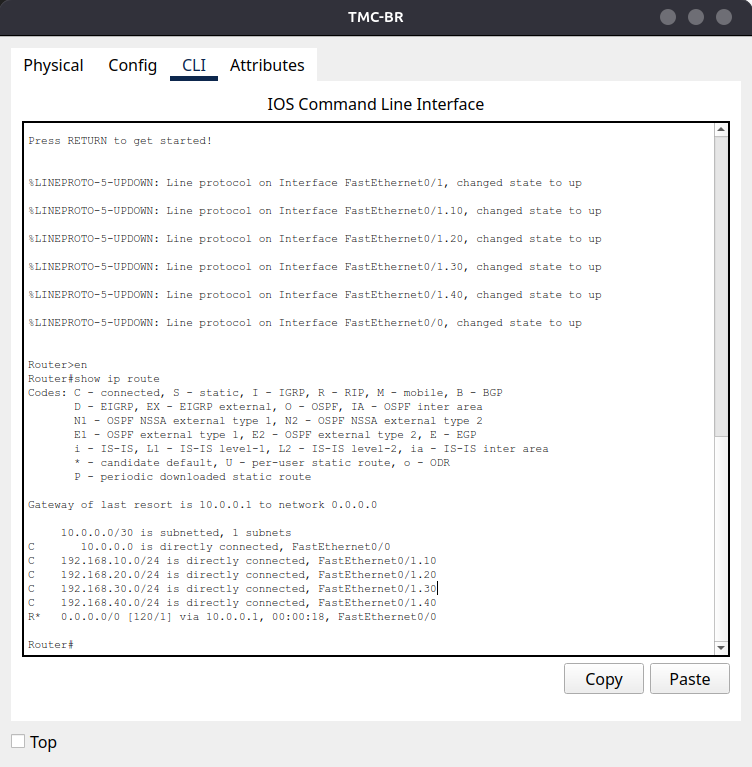 TMC-BR
Physical Config CLI Attributes
IOS Command Line Interface
Press RETURN to get started!
%LINEPROTO-5-UPDOWN: Line protocol on Interface FastEthernet0/1, changed state to up
%LINEPROTO-5-UPDOWN: Line protocol on Interface FastEthernet0/1.10, changed state to up
%LINEPROTO-5-UPDOWN: Line protocol on Interface FastEthernet0/1.20, changed state to up
%LINEPROTO-5-UPDOWN: Line protocol on Interface FastEthernet0/1.30, changed state to up
%LINEPROTO-5-UPDOWN: Line protocol on Interface FastEthernet0/1.40, changed state to up
%LINEPROTO-5-UPDOWN: Line protocol on Interface FastEthernet0/0, changed state to up
Router>en
Router#show ip route
Codes: C - connected, S - static, I - IGRP, R - RIP, M - mobile, B - BGP
       D - EIGRP, EX - EIGRP external, O - OSPF, IA - OSPF inter area
       N1 - OSPF NSSA external type 1, N2 - OSPF NSSA external type 2
       E1 - OSPF external type 1, E2 - OSPF external type 2, E - EGP
       i - IS-IS, L1 - IS-IS level-1, L2 - IS-IS level-2, ia - IS-IS inter area
       * - candidate default, U - per-user static route, o - ODR
       P - periodic downloaded static route
Gateway of last resort is 10.0.0.1 to network 0.0.0.0
     10.0.0.0/30 is subnetted, 1 subnets
C       10.0.0.0 is directly connected, FastEthernet0/0
C    192.168.10.0/24 is directly connected, FastEthernet0/1.10
C    192.168.20.0/24 is directly connected, FastEthernet0/1.20
C    192.168.30.0/24 is directly connected, FastEthernet0/1.30
C    192.168.40.0/24 is directly connected, FastEthernet0/1.40
R*   0.0.0.0/0 [120/1] via 10.0.0.1, 00:00:18, FastEthernet0/0
Router#
Copy Paste
Top